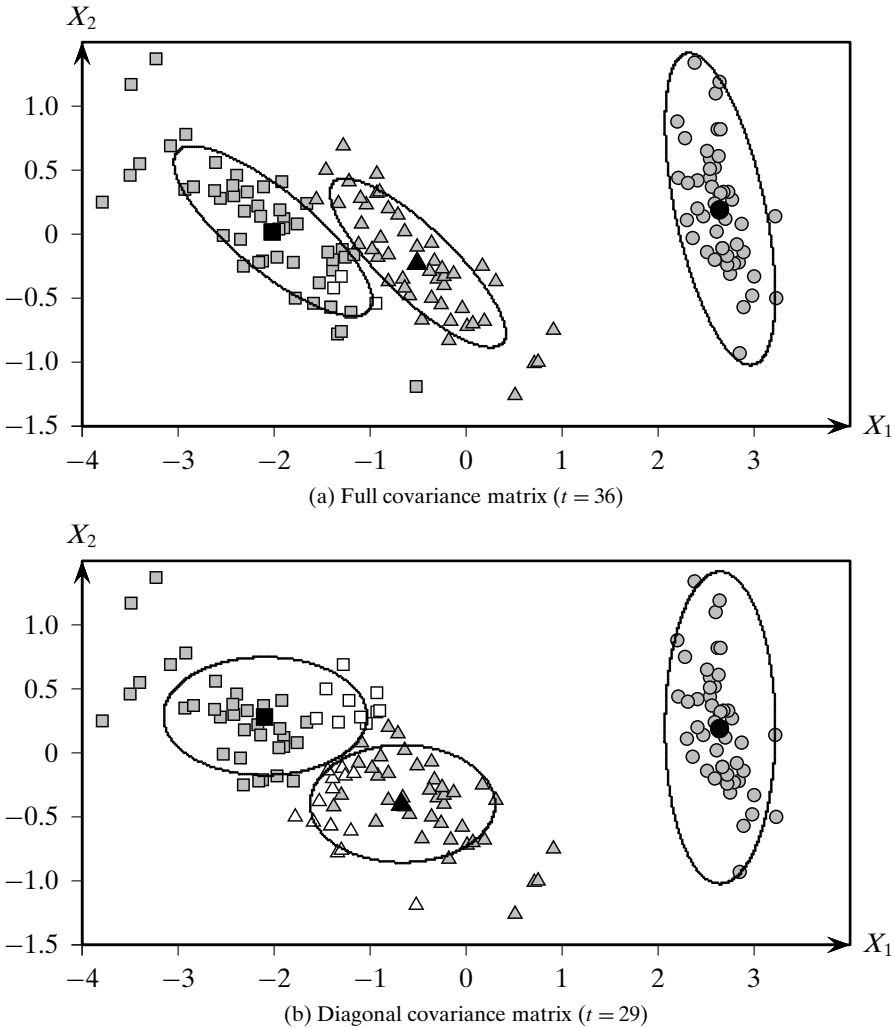 X2
1.0
0.5
0
−0.5
−1.0
−1.5
X1
−4 −3 −2 −1 0 1 2 3
(a) Full covariance matrix (t = 36)
X2
1.0
0.5
0
−0.5
−1.0
−1.5
X1
−4 −3 −2 −1 0 1 2 3
(b) Diagonal covariance matrix (t = 29)